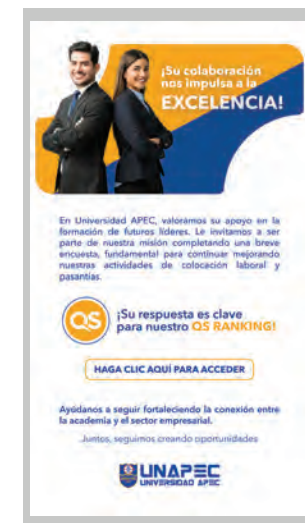 ¡Su colaboración
nos impulsa a la
EXCELENCIA!
En Universidad APEC, valoramos su apoyo en la
formación de futuros líderes. Le invitamos a ser
parte de nuestra misión completando una breve
encuesta, fundamental para continuar mejorando
nuestras actividades de colocación laboral y
pasantías.
QS
¡Su respuesta es clave
para nuestro QS RANKING!
HAGA CLIC AQUÍ PARA ACCEDER
Ayúdanos a seguir fortaleciendo la conexión entre
la academia y el sector empresarial.
Juntos, seguimos creando oportunidades
UNAPEC
UNIVERSIDAD APEC